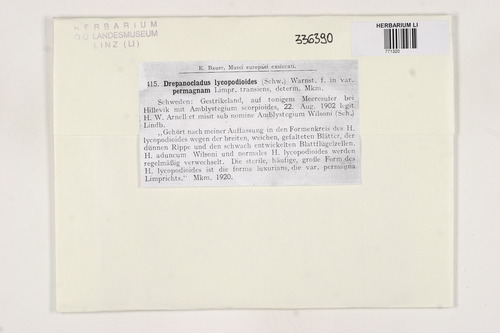 HERBARIUM
OÖ LANDESMUSEUM
LINZ (LI)
336390
HERBARIUM LI
771320
E. Bauer, Musci europaei exsiccati.
415. Drepanocladus lycopodioides (Schw.) Warnst. f. in var.
permagnam Limpr. transiens, determ. Mkm.
Schweden: Gestrikeland, auf tonigem Meeresufer bei
Hillevik mit Amblystegium scorpioides, 22. Aug. 1902 legit
H. W. Arnell et misit sub nomine Amblystegium Wilsoni (Sch.)
Lindb.
„Gehört nach meiner Auffassung in den Formenkreis des H.
lycopodioides wegen der breiten, weichen, gefalteten Blätter, der
dünnen Rippe und den schwach entwickelten Blattflügelzellen.
H. aduncum Wilsoni und normales H. lycopodioides werden
regelmäßig verwechselt. Die sterile, häufige, große Form des
H. lycopodioides ist die forma luxurians, die var. permagna
Limprichts." Mkm. 1920.